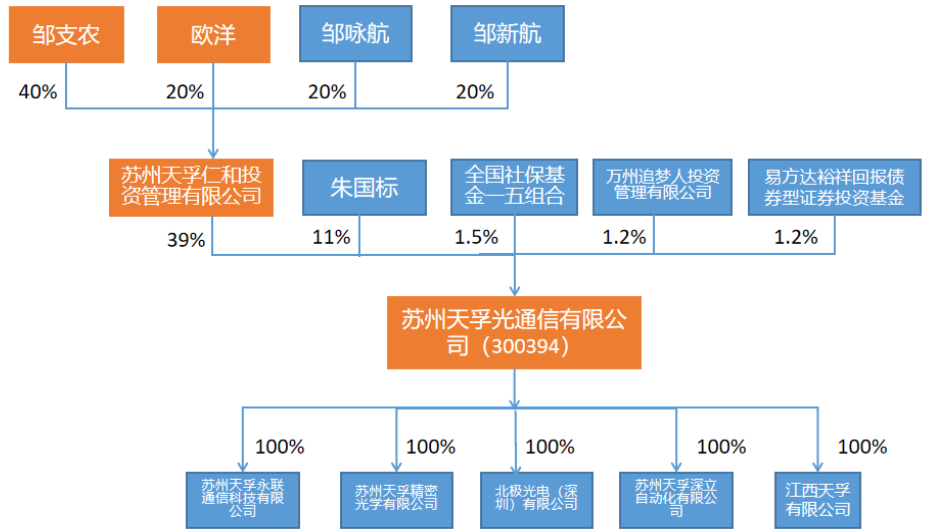 邹支农
欧洋
邹咏航
邹新航
40%
20%
20%
20%
苏州天孚仁和投
资管理有限公司
朱国标
全国社保基
金一五组合
万州追梦人投资
管理有限公司
易方达裕祥回报债
券型证券投资基金
39%
11%
1.5%
1.2%
1.2%
苏州天孚光通信有限公
司（300394）
100%
100%
100%
100%
100%
苏州天孚永联
通信科技有限
公司
苏州天孚精密
光学有限公司
北极光电（深
圳）有限公司
苏州天孚深立
自动化有限公
司
江西天孚
有限公司